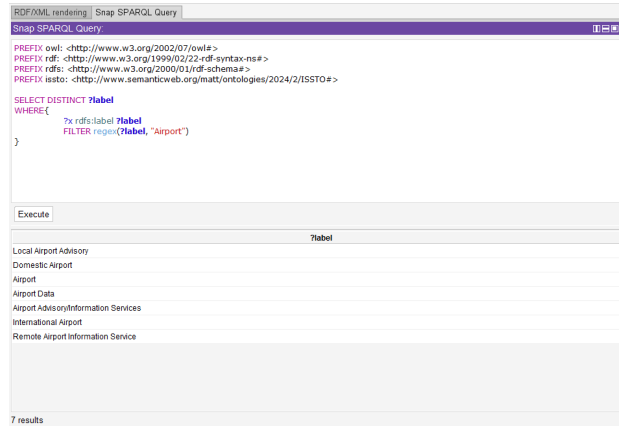 RDF/XML rendering Snap SPARQL Query
Snap SPARQL Query:
PREFIX owl: <http://www.w3.org/2002/07/owl#>
PREFIX rdf: <http://www.w3.org/1999/02/22-rdf-syntax-ns#>
PREFIX rdfs: <http://www.w3.org/2000/01/rdf-schema#>
PREFIX issto: <http://www.semanticweb.org/matt/ontologies/2024/2/ISSTO#>
SELECT DISTINCT ?label
WHERE{
?x rdfs:label ?label
FILTER regex(?label, "Airport")
}
Execute
?label
Local Airport Advisory
Domestic Airport
Airport
Airport Data
Airport Advisory/Information Services
International Airport
Remote Airport Information Service
7 results